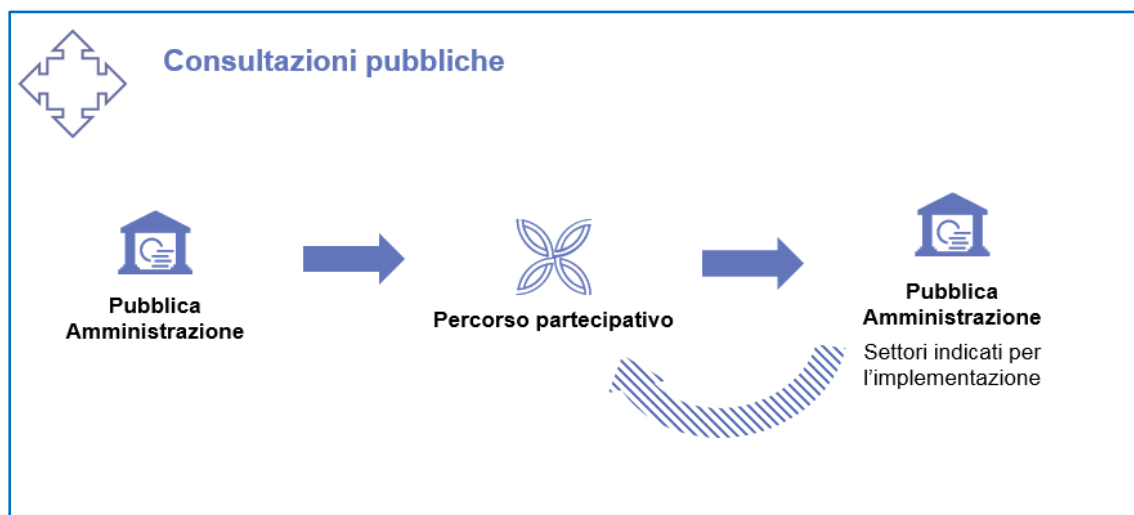 Consultazioni pubbliche
Pubblica
Amministrazione
Percorso partecipativo
Pubblica
Amministrazione
Settori indicati per
l'implementazione